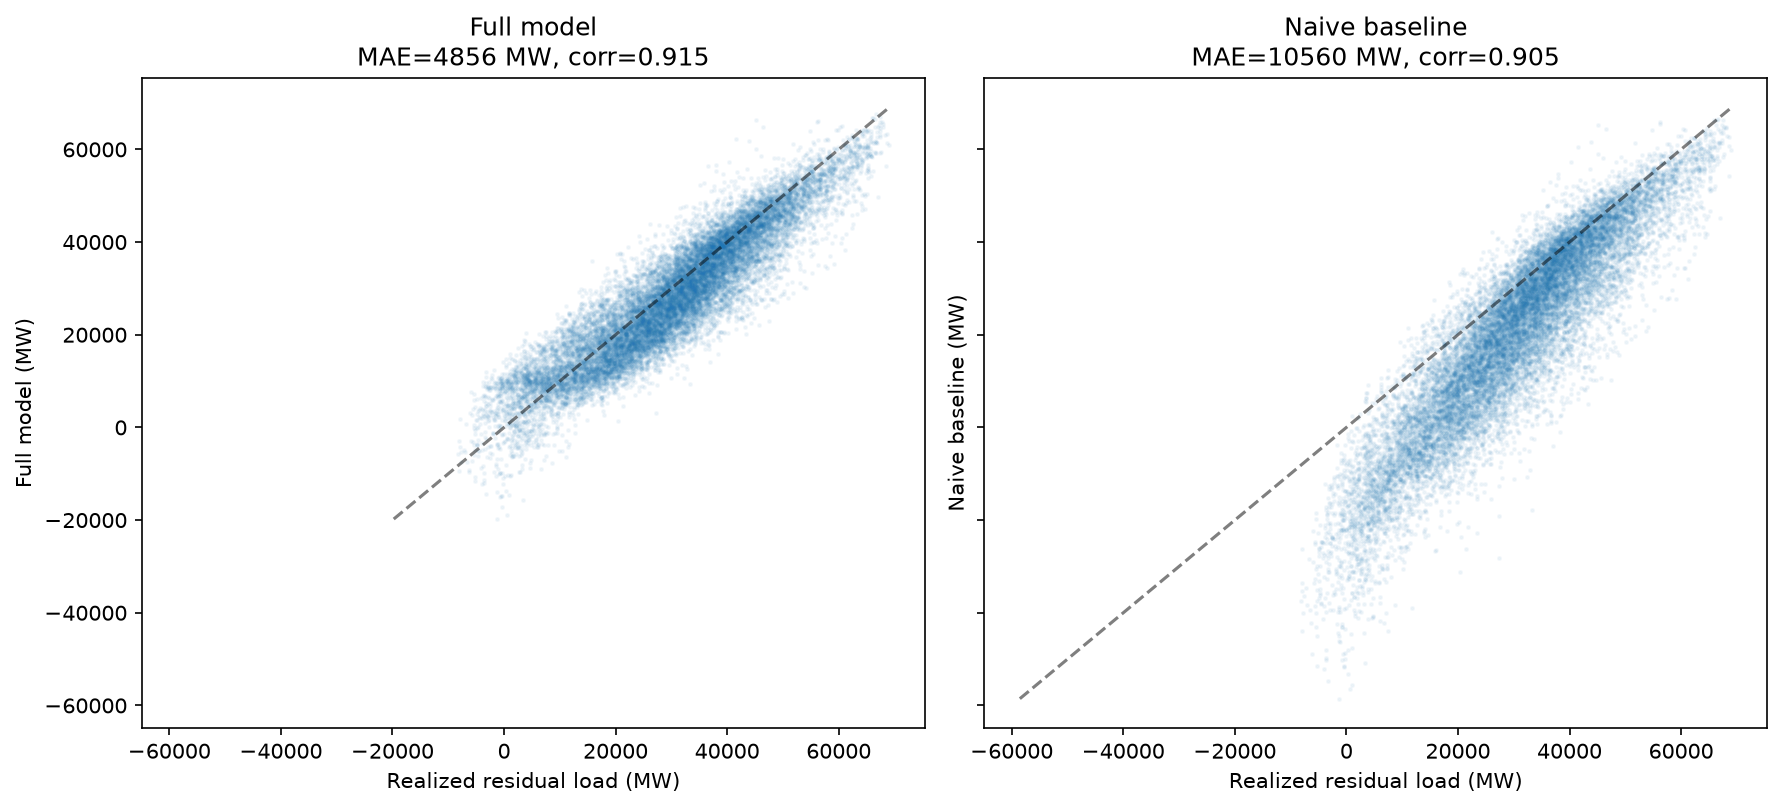 Full model
MAE=4856 MW, corr=0.915
Naive baseline
MAE=10560 MW, corr=0.905
Full model (MW)
60000
40000
20000
0
−20000
−40000
−60000
−60000 −40000 −20000 0 20000 40000 60000
Realized residual load (MW)
Naive baseline (MW)
−60000 −40000 −20000 0 20000 40000 60000
Realized residual load (MW)